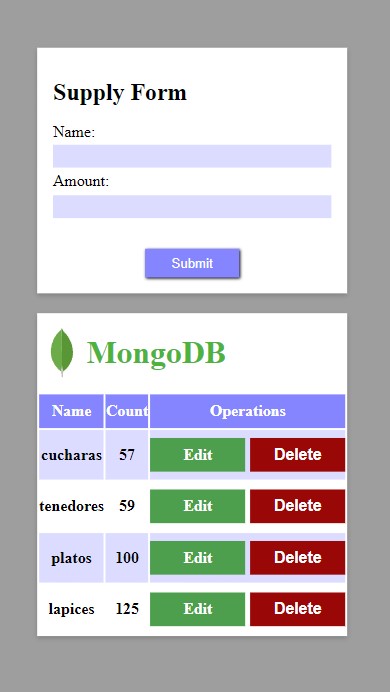 Supply Form
Name:
Amount:
Submit
MongoDB
Name Count Operations
cucharas 57 Edit Delete
tenedores 59 Edit Delete
platos 100 Edit Delete
lapices 125 Edit Delete